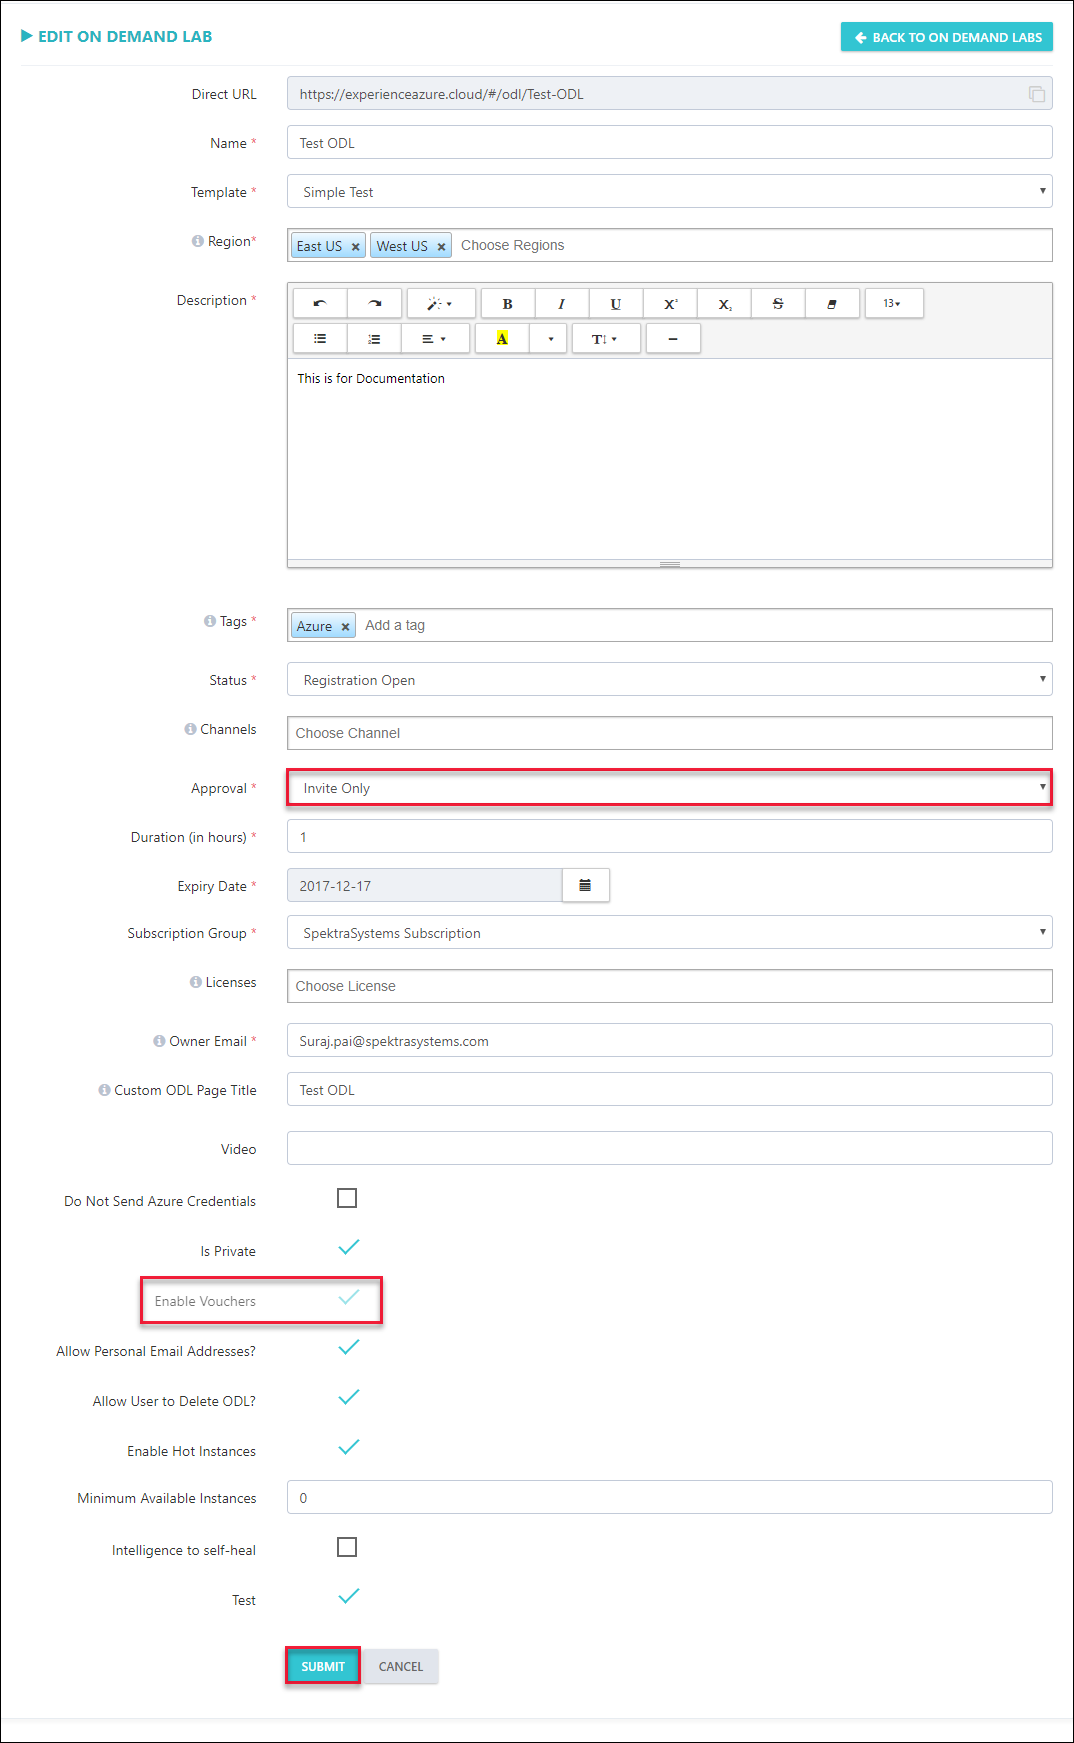 EDIT ON DEMAND LAB
BACK TO ON DEMAND LABS
Direct URL https://experienceazure.cloud/#/odl/Test-ODL
Name * Test ODL
Template * Simple Test
Region* East US × West US × Choose Regions
Description *
B I U X² X₂ S 13
A T
This is for Documentation
Tags * Azure × Add a tag
Status * Registration Open
Channels Choose Channel
Approval * Invite Only
Duration (in hours) * 1
Expiry Date * 2017-12-17
Subscription Group * SpektraSystems Subscription
Licenses Choose License
Owner Email * Suraj.pai@spektrasystems.com
Custom ODL Page Title Test ODL
Video
Do Not Send Azure Credentials
Is Private
Enable Vouchers
Allow Personal Email Addresses?
Allow User to Delete ODL?
Enable Hot Instances
Minimum Available Instances 0
Intelligence to self-heal
Test
SUBMIT CANCEL